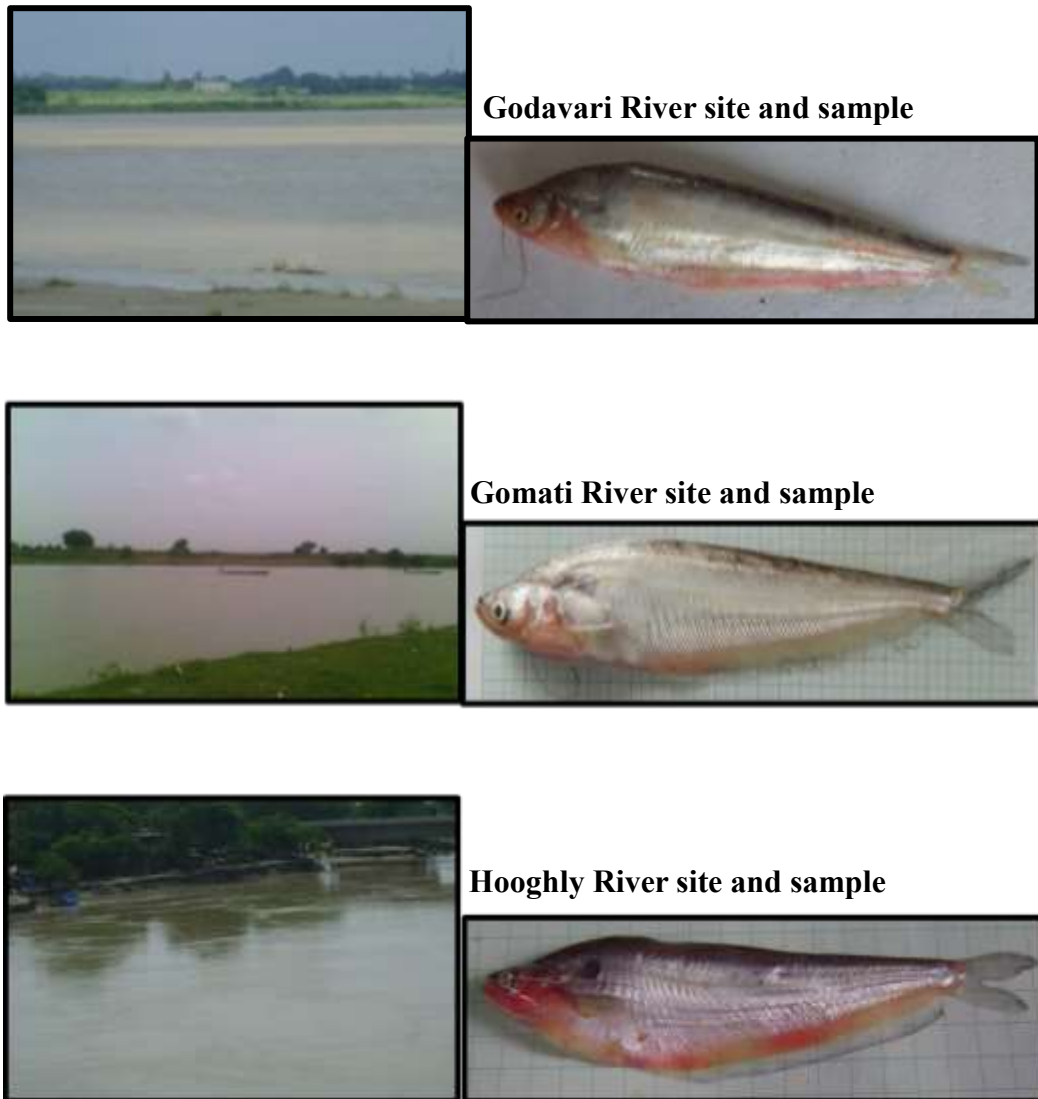 Godavari River site and sample
Gomati River site and sample
Hooghly River site and sample